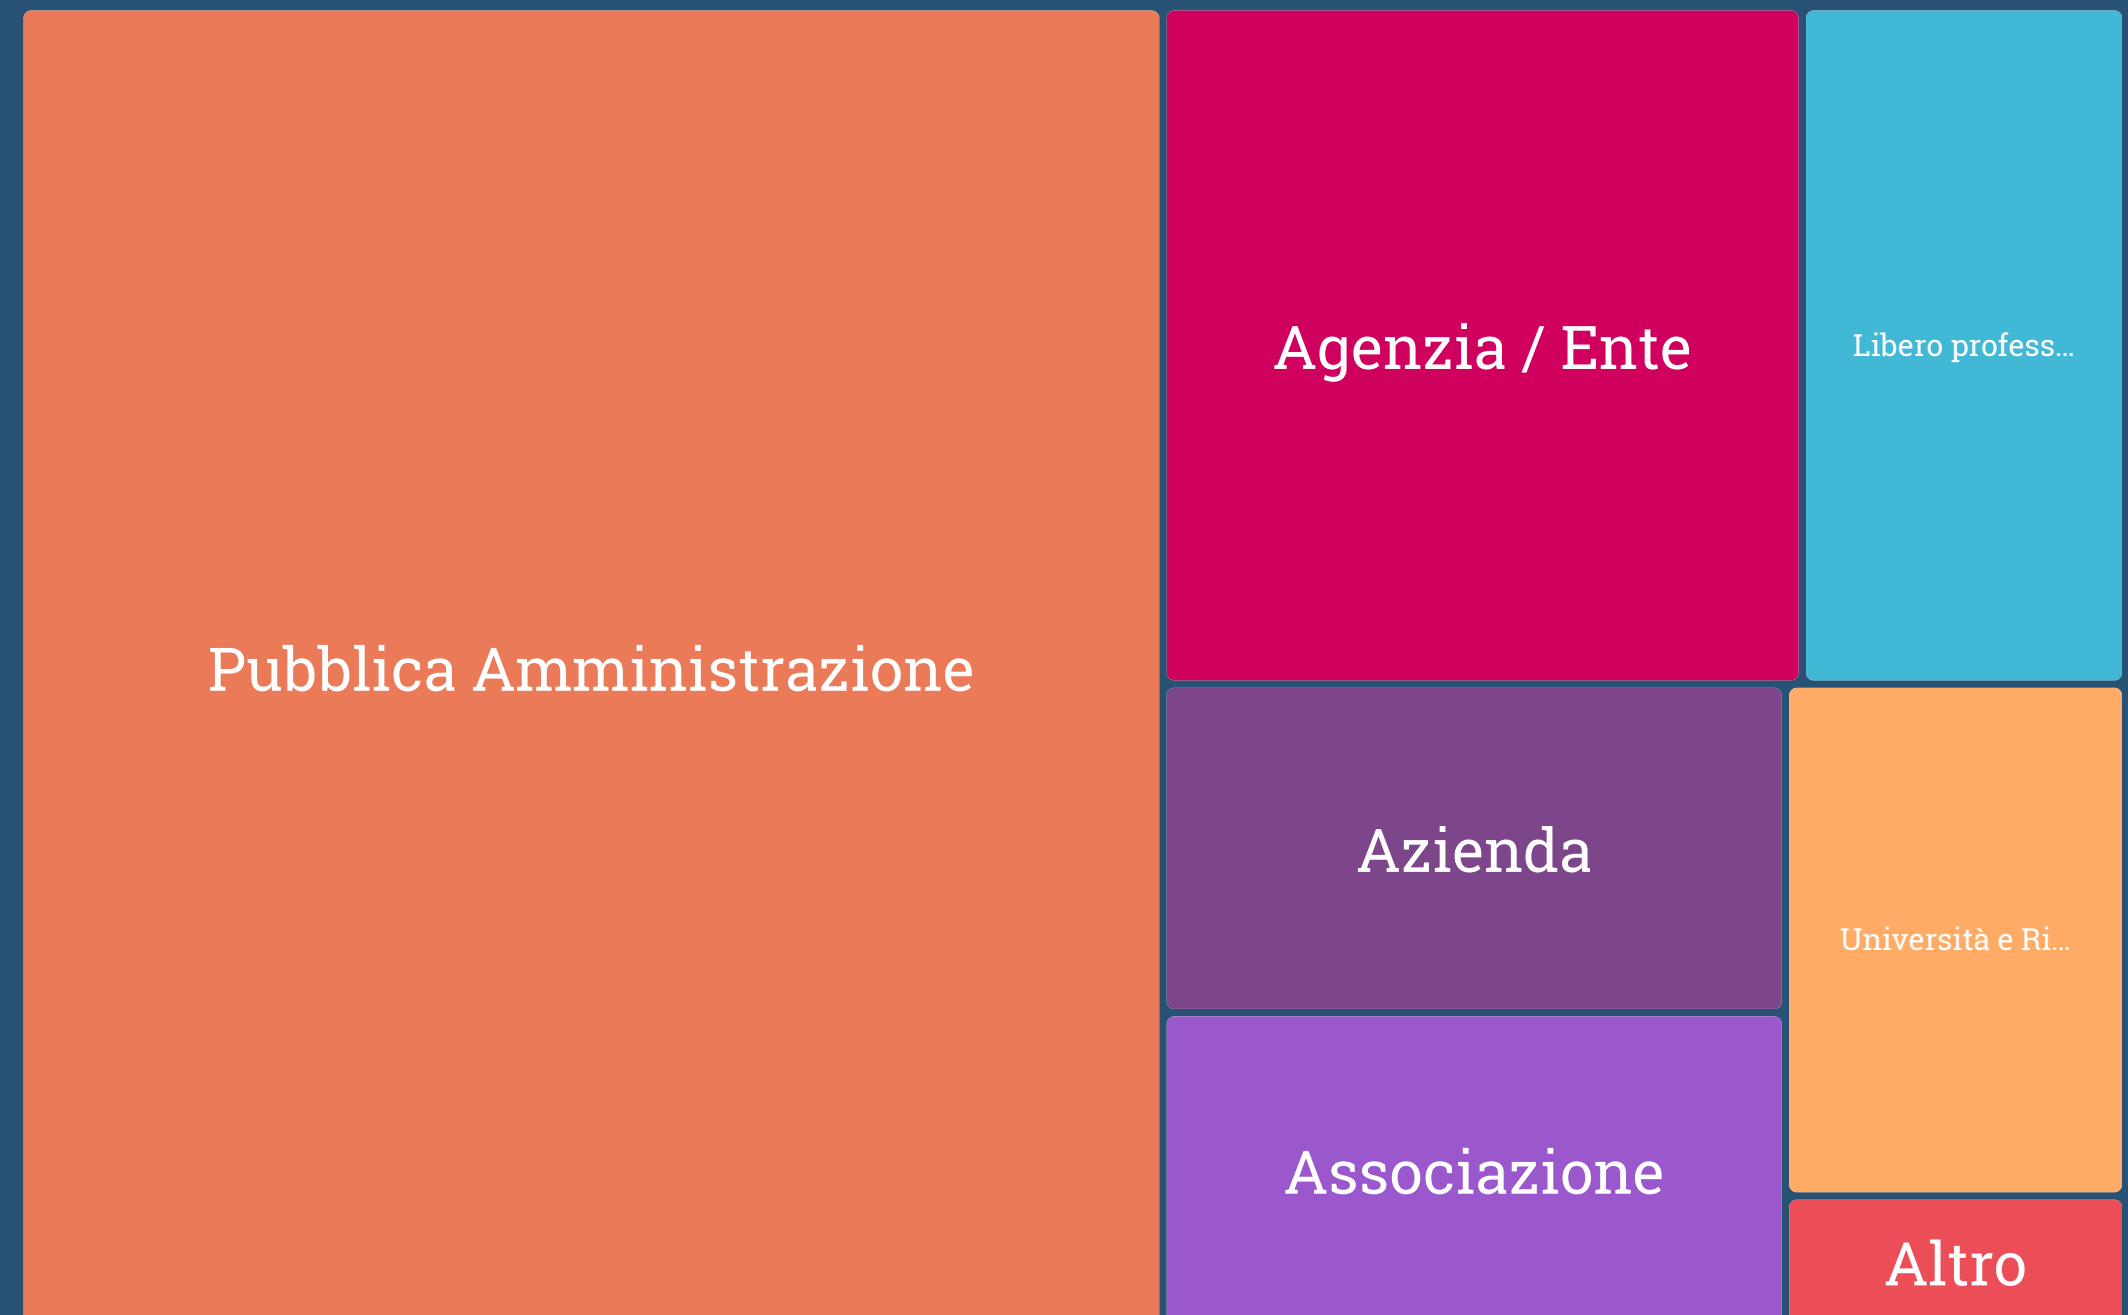 Pubblica Amministrazione
Agenzia / Ente
Libero profess...
Azienda
Università e Ri...
Associazione
Altro